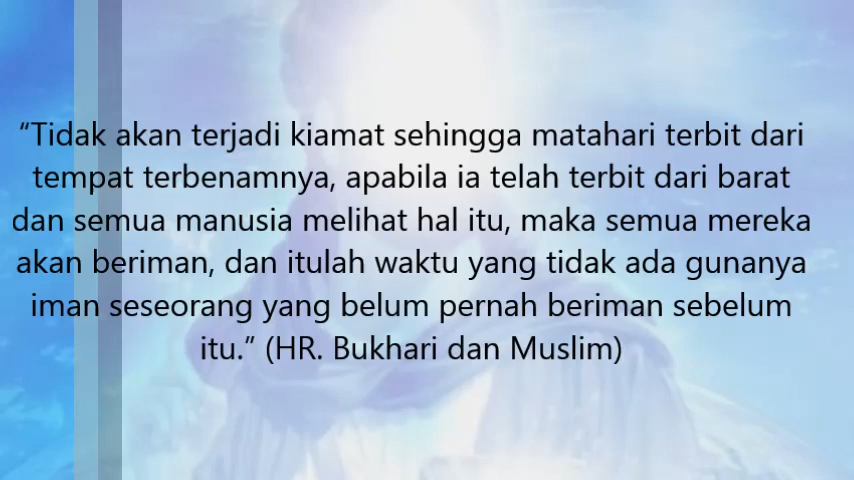 “Tidak akan terjadi kiamat sehingga matahari terbit dari
tempat terbenamnya, apabila ia telah terbit dari barat
dan semua manusia melihat hal itu, maka semua mereka
akan beriman, dan itulah waktu yang tidak ada gunanya
iman seseorang yang belum pernah beriman sebelum
itu.” (HR. Bukhari dan Muslim)